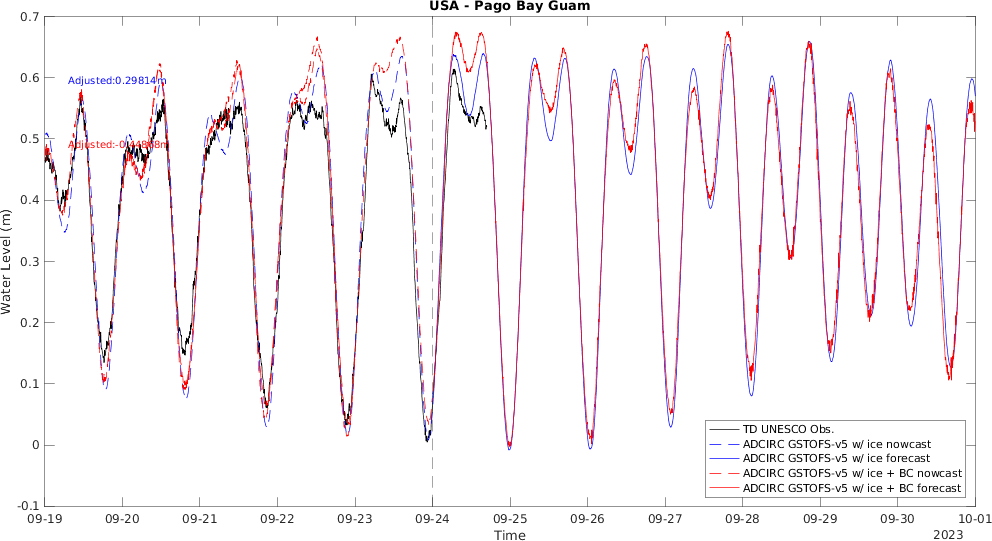 USA - Pago Bay Guam
0.7
0.6
0.5
0.4
0.3
0.2
0.1
0
-0.1
Water Level (m)
Adjusted:0.29814m
TD UNESCO Obs.
ADCIRC GSTOFS-v5 w/ ice nowcast
ADCIRC GSTOFS-v5 w/ ice forecast
ADCIRC GSTOFS-v5 w/ ice + BC nowcast
ADCIRC GSTOFS-v5 w/ ice + BC forecast
09-19 09-20 09-21 09-22 09-23 09-24 09-25 09-26 09-27 09-28 09-29 09-30 10-01
Time
2023